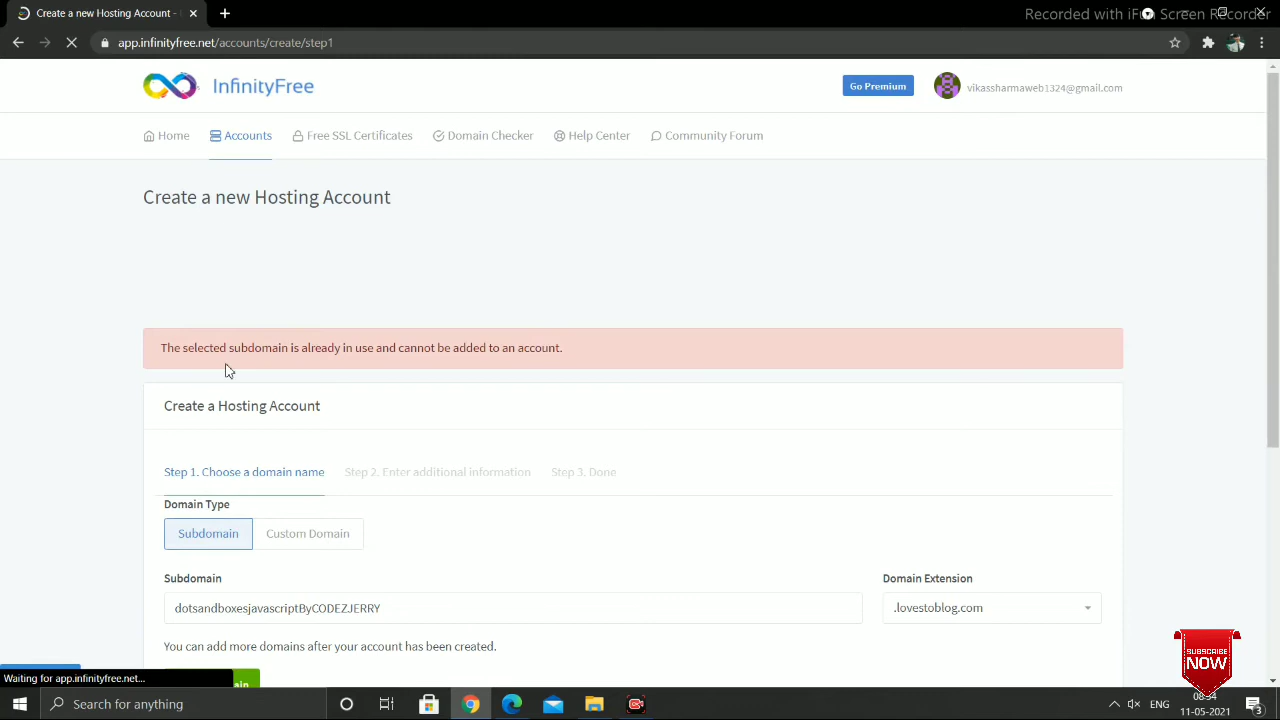 Create a new Hosting Account -
Recorded with iFun Screen Recorder
app.infinityfree.net/accounts/create/step1
InfinityFree
Go Premium
vikassharmaweb1324@gmail.com
Home
Accounts
Free SSL Certificates
Domain Checker
Help Center
Community Forum
Create a new Hosting Account
The selected subdomain is already in use and cannot be added to an account.
Create a Hosting Account
Step 1. Choose a domain name
Step 2. Enter additional information
Step 3. Done
Domain Type
Subdomain
Custom Domain
Subdomain
Domain Extension
dotsandboxesjavascriptByCODEZJERRY
.lovestoblog.com
You can add more domains after your account has been created.
Waiting for app.infinityfree.net...
SUBSCRIBE
NOW
Search for anything
ENG
11-05-2021
3